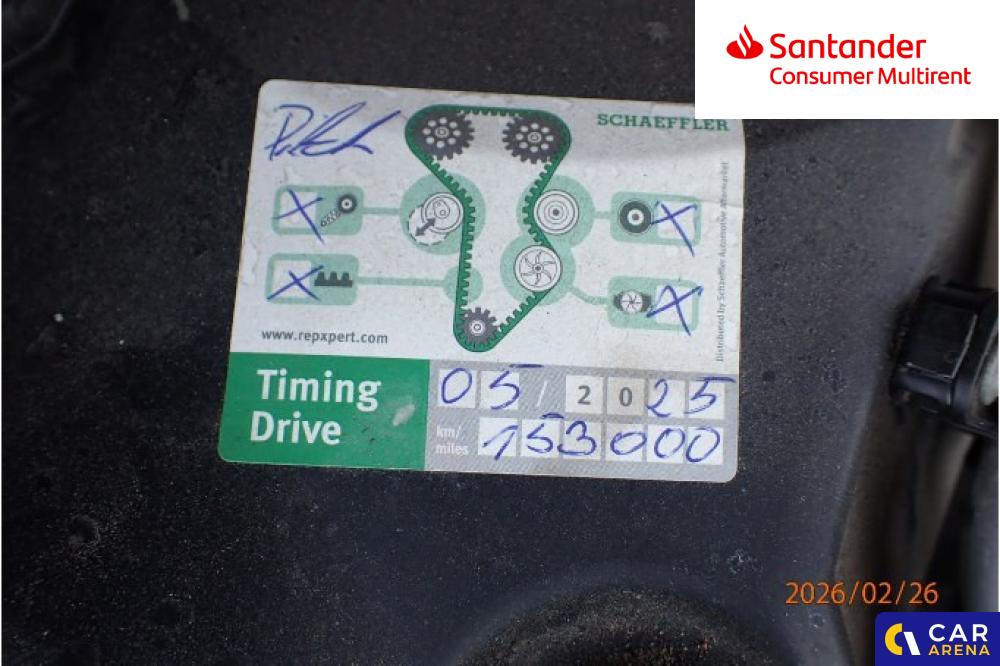 Santander
Consumer Multirent
SCHAEFFLER
www.repxpert.com
Distributed by Schaeffler Automotive Aftermarket
Timing
Drive
05 / 2025
km/
miles
153000
2026/02/26
CAR
ARENA